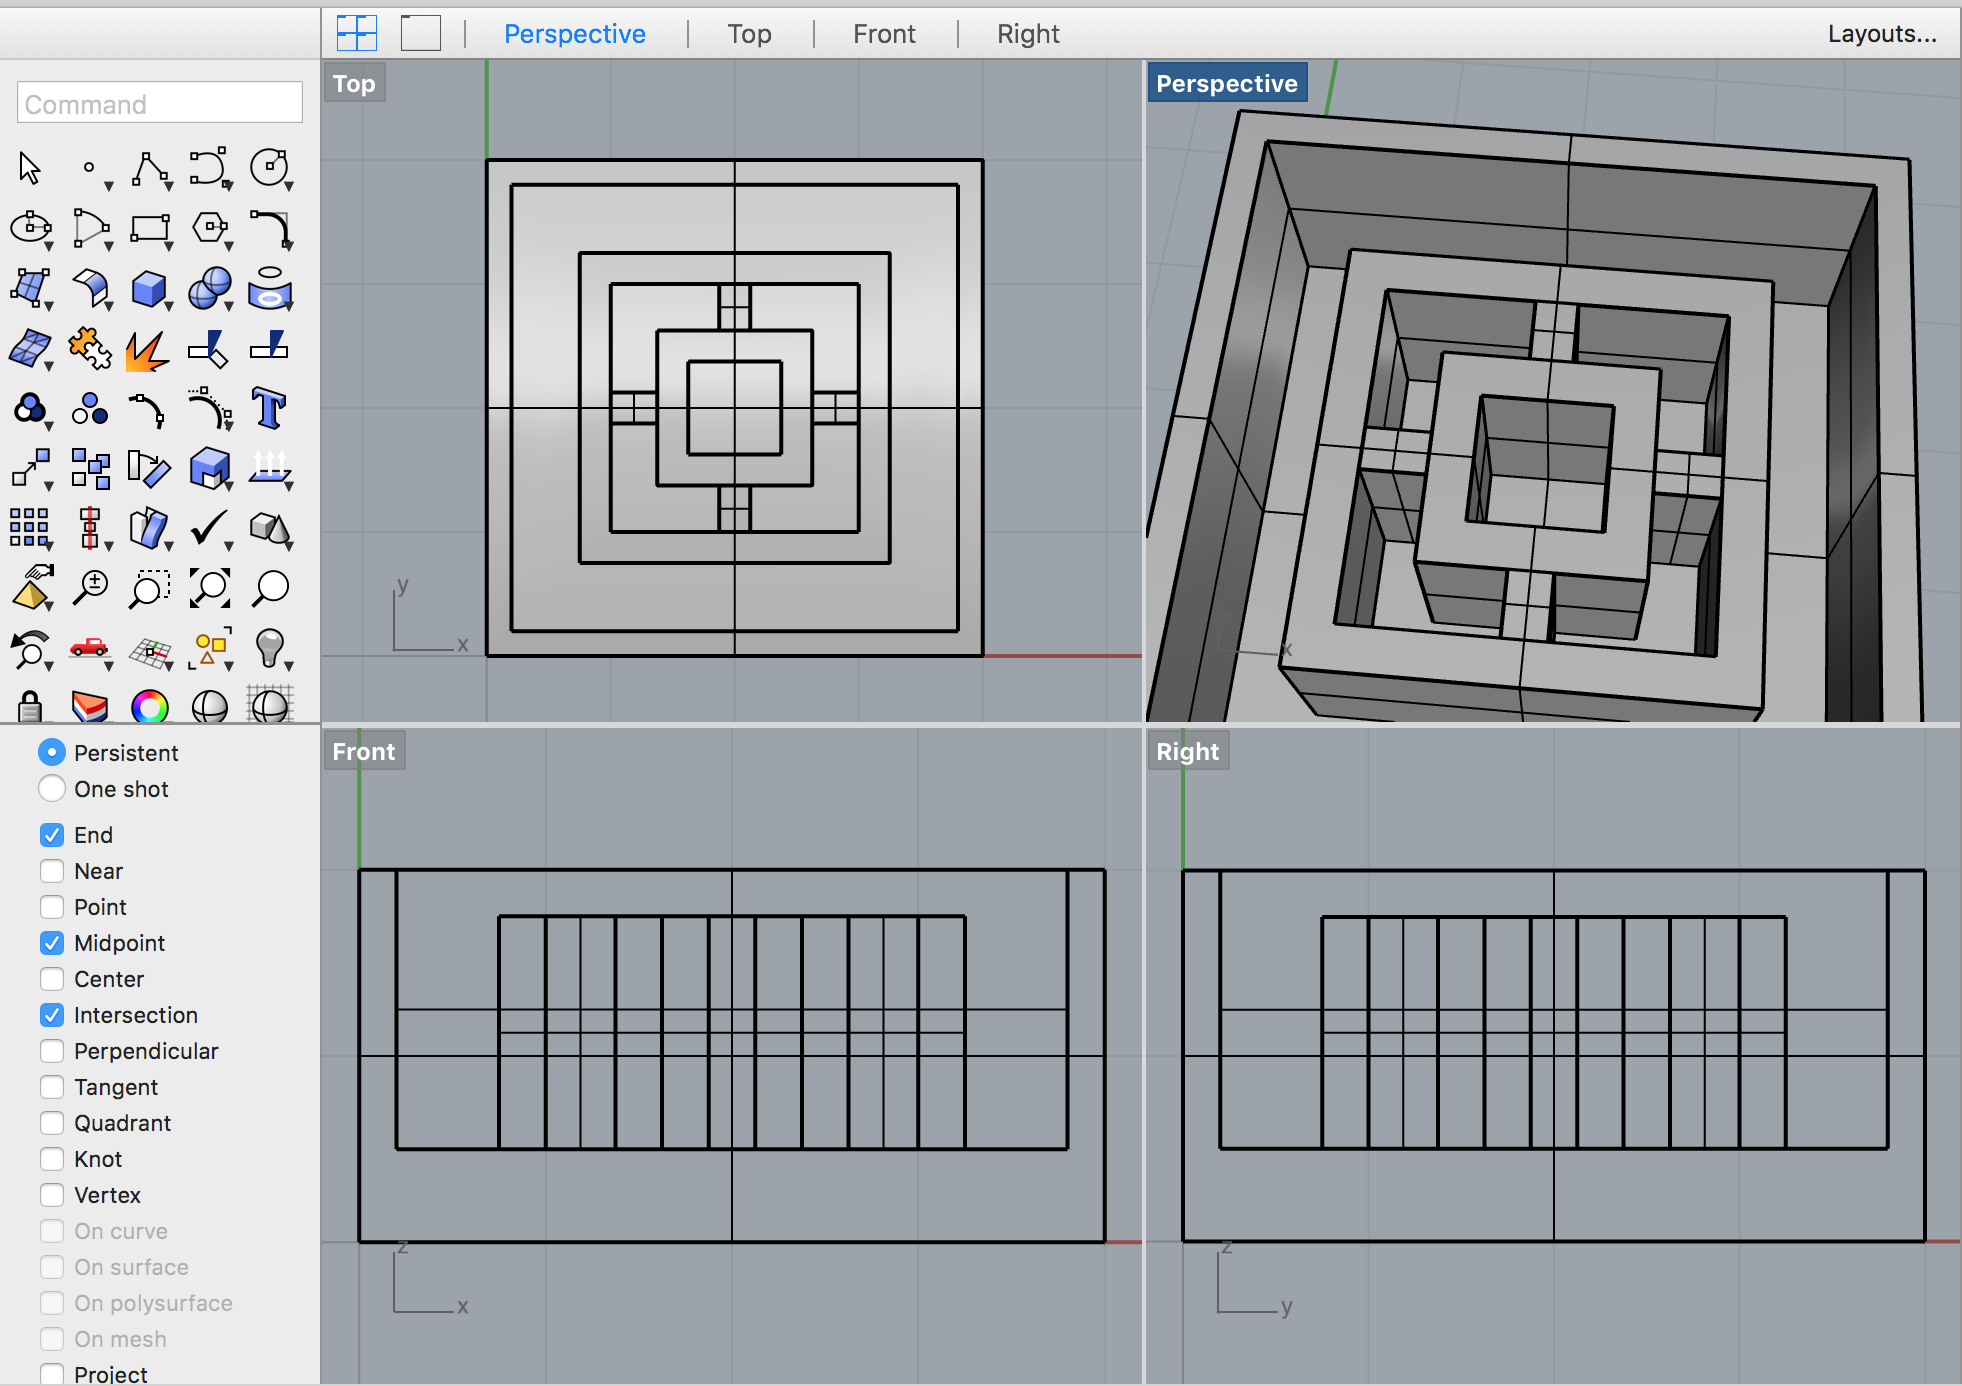 Perspective
Top
Front
Right
Layouts...
Command
Top
Perspective
y
x
x
Persistent
One shot
End
Near
Point
Midpoint
Center
Intersection
Perpendicular
Tangent
Quadrant
Knot
Vertex
On curve
On surface
On polysurface
On mesh
Project
Front
z
x
Right
z
y